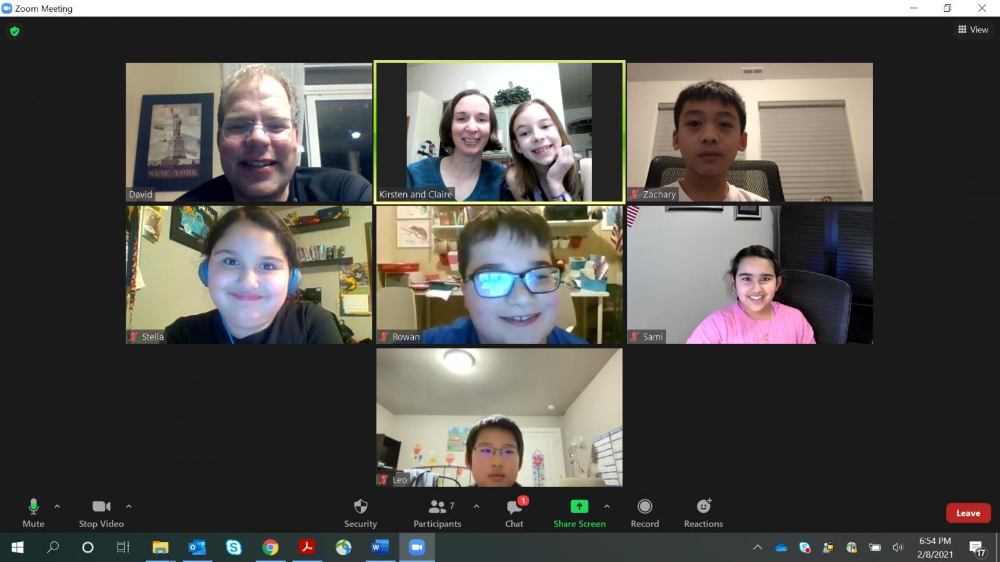 Zoom Meeting
View
NEW YORK
David
Kirsten and Claire
Zachary
Stella
Rowan
Sami
Leo
Mute
Stop Video
Security
Participants
7
Chat
1
Share Screen
Record
Reactions
Leave
6:54 PM
2/8/2021
17